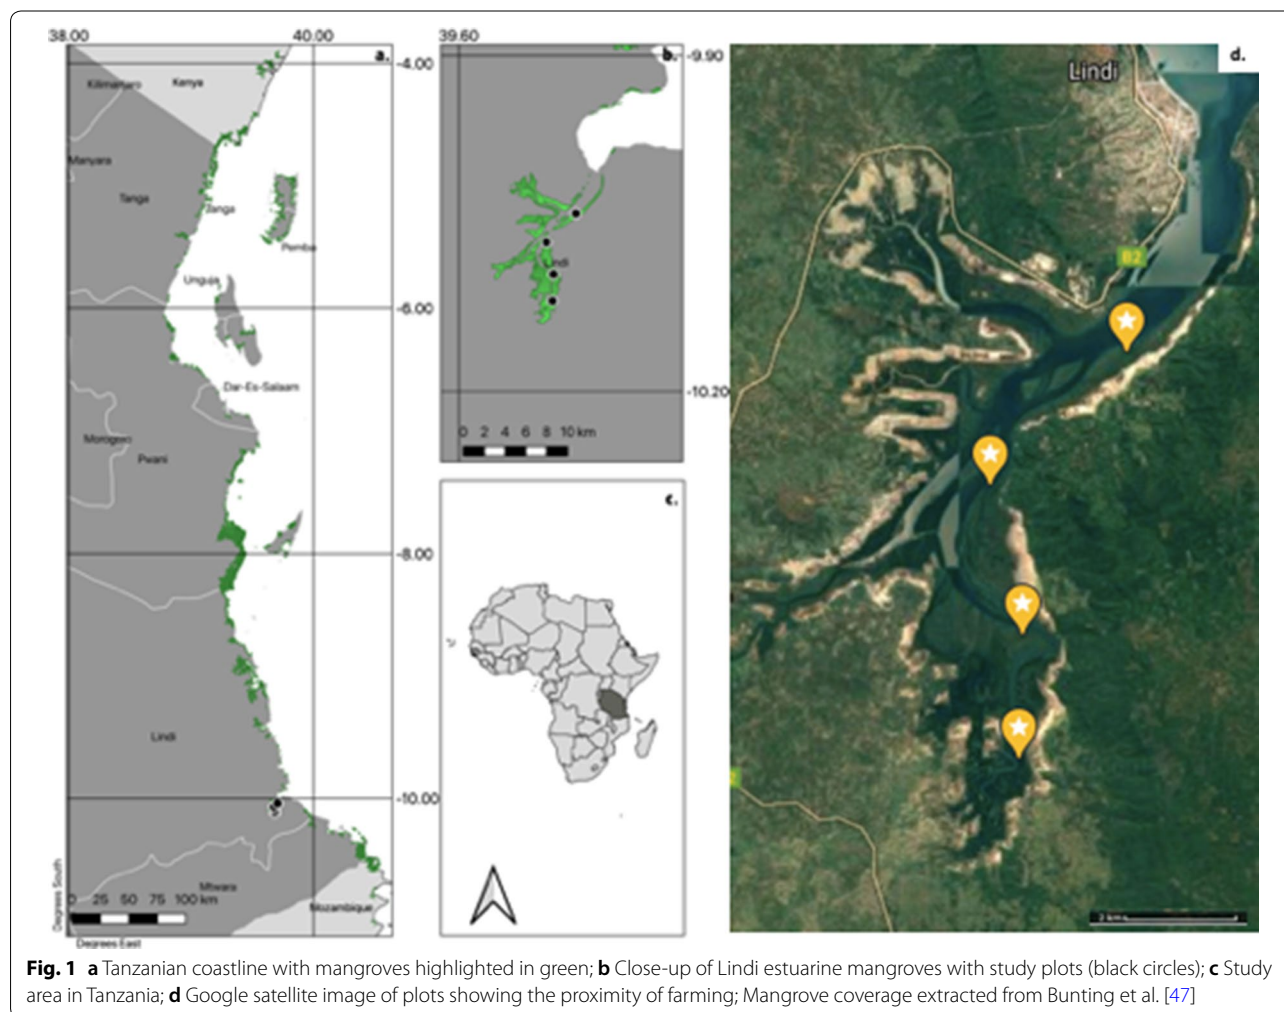 38.00
40.00
a.
-4.00
Kilimanjaro
Kenya
Manyara
Tanga
Tanga
Pemba
Unguja
-6.00
Dar-Es-Salaam
Morogoro
Pwani
-8.00
Lindi
-10.00
Mtwara
Mozambique
0 25 50 75 100 km
Degrees South
Degrees East
39.60
b.
-9.90
Lindi
-10.20
0 2 4 6 8 10 km
c.
d.
Lindi
B2
2 km
Fig. 1 a Tanzanian coastline with mangroves highlighted in green; b Close-up of Lindi estuarine mangroves with study plots (black circles); c Study
area in Tanzania; d Google satellite image of plots showing the proximity of farming; Mangrove coverage extracted from Bunting et al. [47]